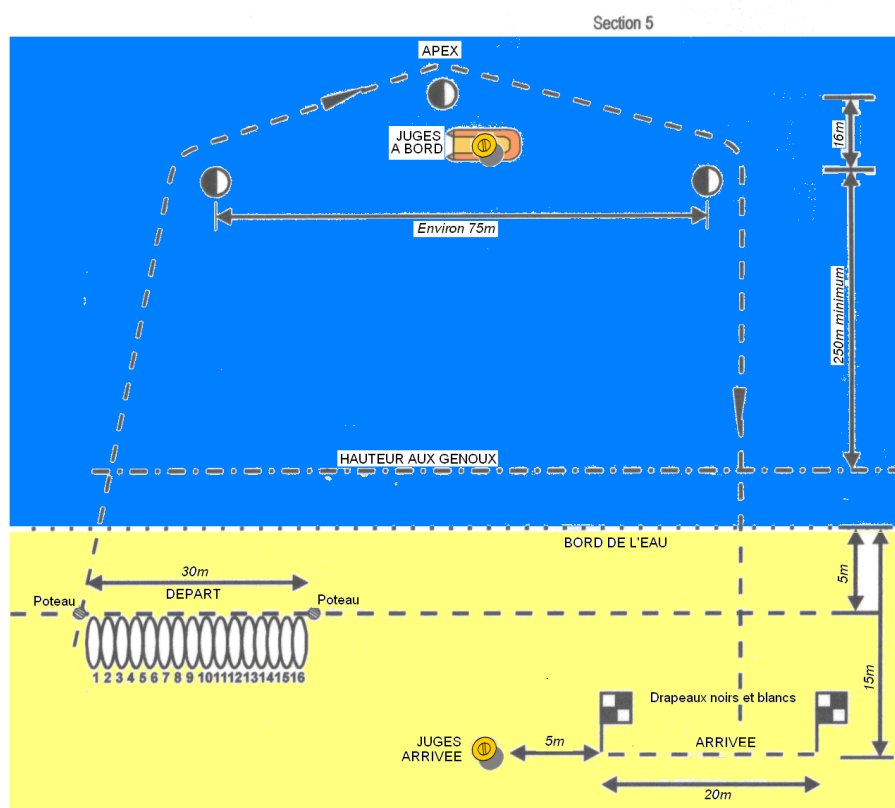 Section 5
APEX
JUGES
A BORD
16m
Environ 75m
250m minimum
HAUTEUR AUX GENOUX
BORD DE L'EAU
30m
5m
DEPART
Poteau
Poteau
1 2 3 4 5 6 7 8 9 10 11 12 13 14 15 16
15m
Drapeaux noirs et blancs
JUGES
ARRIVEE
5m
ARRIVEE
20m